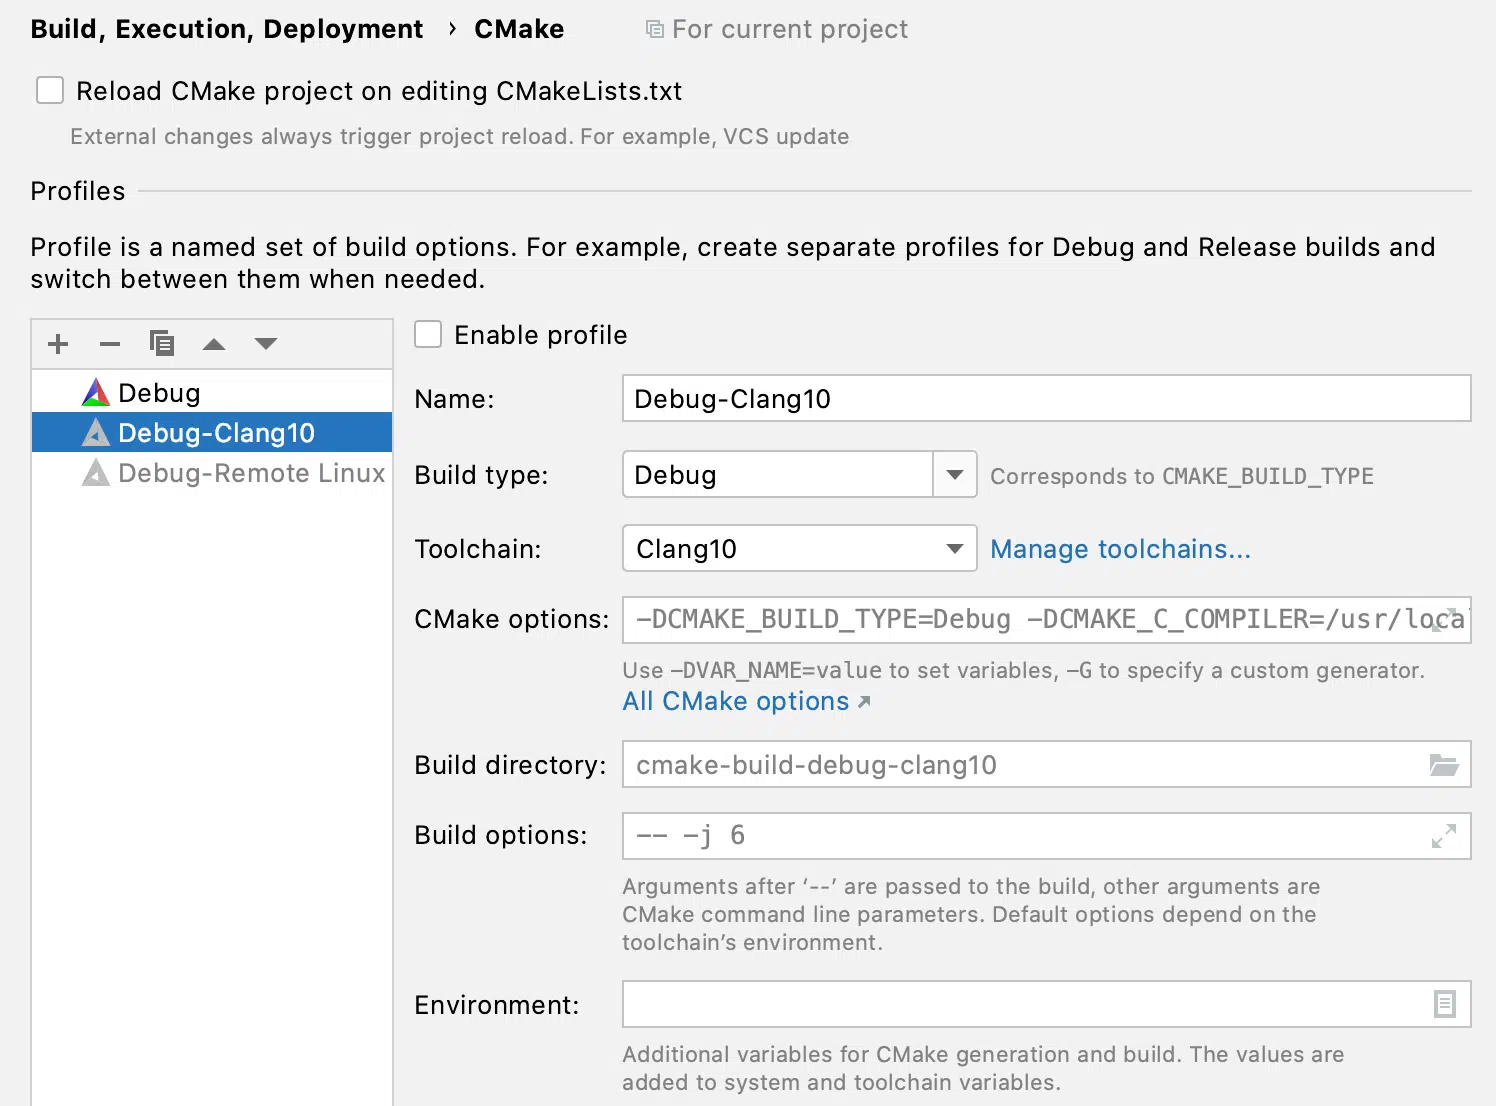 Build, Execution, Deployment › CMake For current project
Reload CMake project on editing CMakeLists.txt
External changes always trigger project reload. For example, VCS update
Profiles
Profile is a named set of build options. For example, create separate profiles for Debug and Release builds and
switch between them when needed.
Debug
Debug-Clang10
Debug-Remote Linux
Enable profile
Name: Debug-Clang10
Build type: Debug Corresponds to CMAKE_BUILD_TYPE
Toolchain: Clang10 Manage toolchains...
CMake options: -DCMAKE_BUILD_TYPE=Debug -DCMAKE_C_COMPILER=/usr/loca
Use -DVAR_NAME=value to set variables, -G to specify a custom generator.
All CMake options ↗
Build directory: cmake-build-debug-clang10
Build options: -- -j 6
Arguments after ‘--’ are passed to the build, other arguments are
CMake command line parameters. Default options depend on the
toolchain’s environment.
Environment:
Additional variables for CMake generation and build. The values are
added to system and toolchain variables.